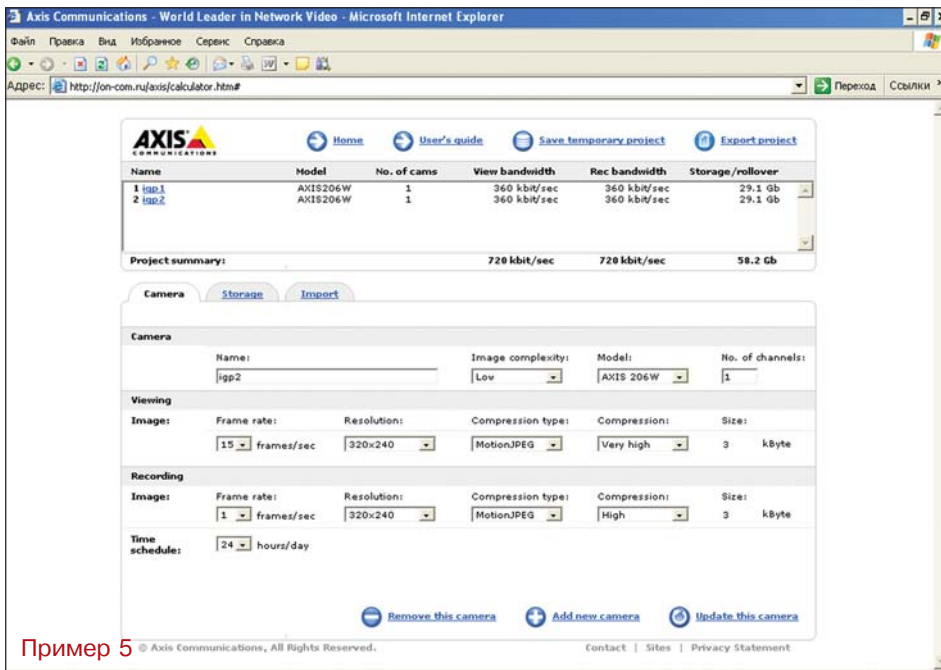 Axis Communications - World Leader in Network Video - Microsoft Internet Explorer
Файл Правка Вид Избранное Сервис Справка
Адрес: http://on-com.ru/axis/calculator.htm# Переход Ссылки
AXIS COMMUNICATIONS Home User's guide Save temporary project Export project
Name Model No. of cams View bandwidth Rec bandwidth Storage/rollover
1 igp1 AXIS206W 1 360 kbit/sec 360 kbit/sec 29.1 Gb
2 igp2 AXIS206W 1 360 kbit/sec 360 kbit/sec 29.1 Gb
Project summary: 720 kbit/sec 720 kbit/sec 58.2 Gb
Camera Storage Import
Camera
Name: Image complexity: Model: No. of channels:
igp2 Low AXIS 206W 1
Viewing
Image: Frame rate: Resolution: Compression type: Compression: Size:
15 frames/sec 320x240 MotionJPEG Very high 3 kByte
Recording
Image: Frame rate: Resolution: Compression type: Compression: Size:
1 frames/sec 320x240 MotionJPEG High 3 kByte
Time schedule: 24 hours/day
Remove this camera Add new camera Update this camera
Пример 5 © Axis Communications, All Rights Reserved. Contact | Sites | Privacy Statement